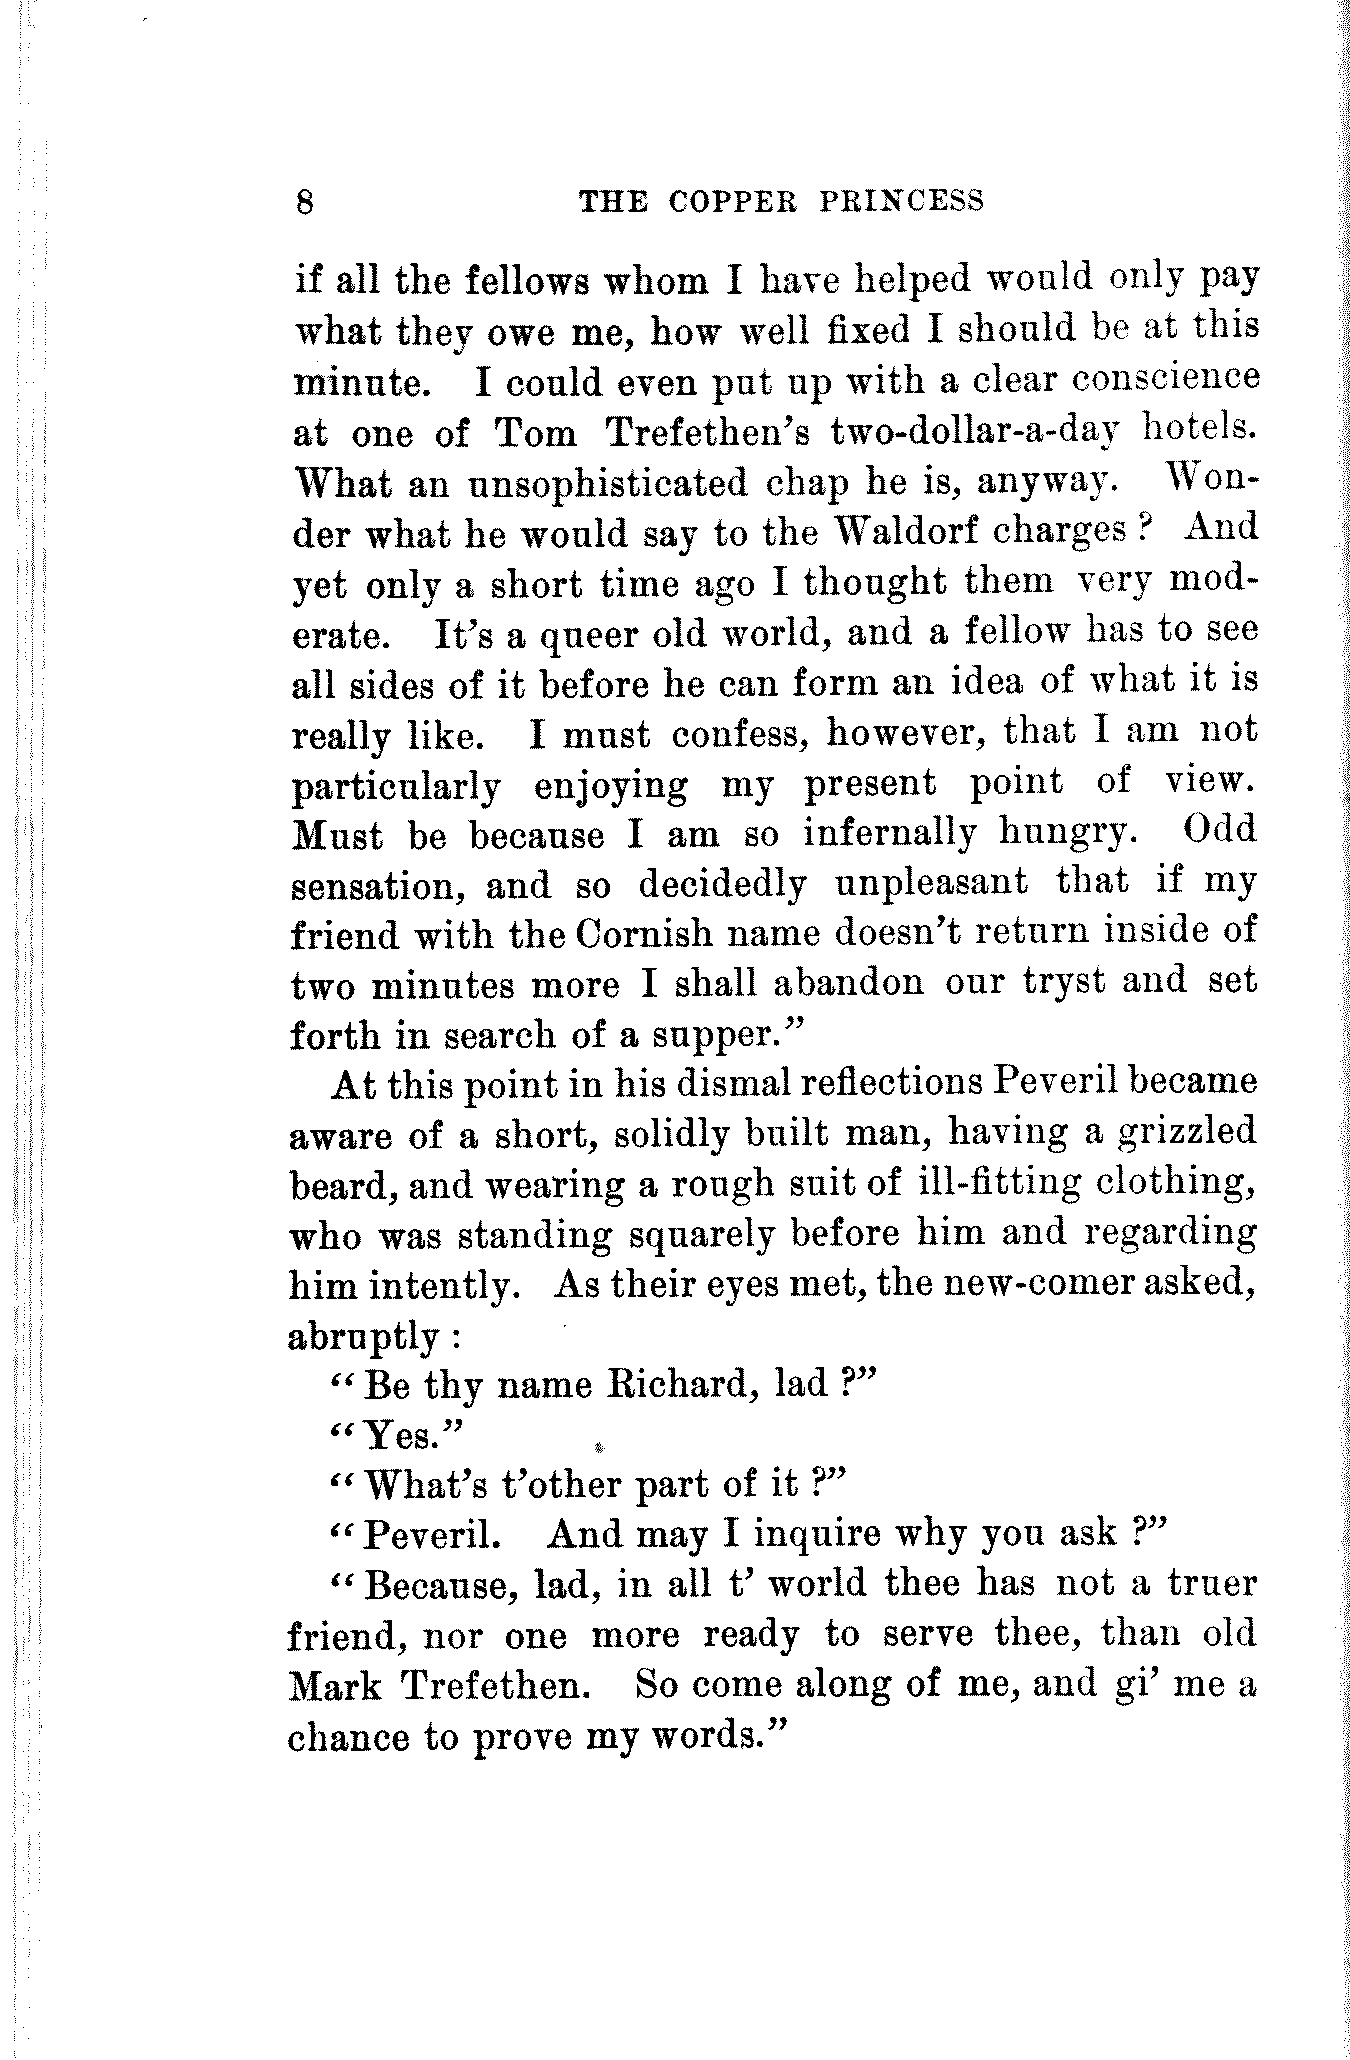 8 THE COPPER PRINCESS
if all the fellows whom I have helped would only pay
what they owe me, how well fixed I should be at this
minute. I could even put up with a clear conscience
at one of Tom Trefethen's two-dollar-a-day hotels.
What an unsophisticated chap he is, anyway. Won-
der what he would say to the Waldorf charges ? And
yet only a short time ago I thought them very mod-
erate. It's a queer old world, and a fellow has to see
all sides of it before he can form an idea of what it is
really like. I must confess, however, that I am not
particularly enjoying my present point of view.
Must be because I am so infernally hungry. Odd
sensation, and so decidedly unpleasant that if my
friend with the Cornish name doesn't return inside of
two minutes more I shall abandon our tryst and set
forth in search of a supper.”
At this point in his dismal reflections Peveril became
aware of a short, solidly built man, having a grizzled
beard, and wearing a rough suit of ill-fitting clothing,
who was standing squarely before him and regarding
him intently. As their eyes met, the new-comer asked,
abruptly :
“ Be thy name Richard, lad ?”
“ Yes.”
“ What's t'other part of it ?”
“ Peveril. And may I inquire why you ask ?”
“ Because, lad, in all t' world thee has not a truer
friend, nor one more ready to serve thee, than old
Mark Trefethen. So come along of me, and gi' me a
chance to prove my words.”